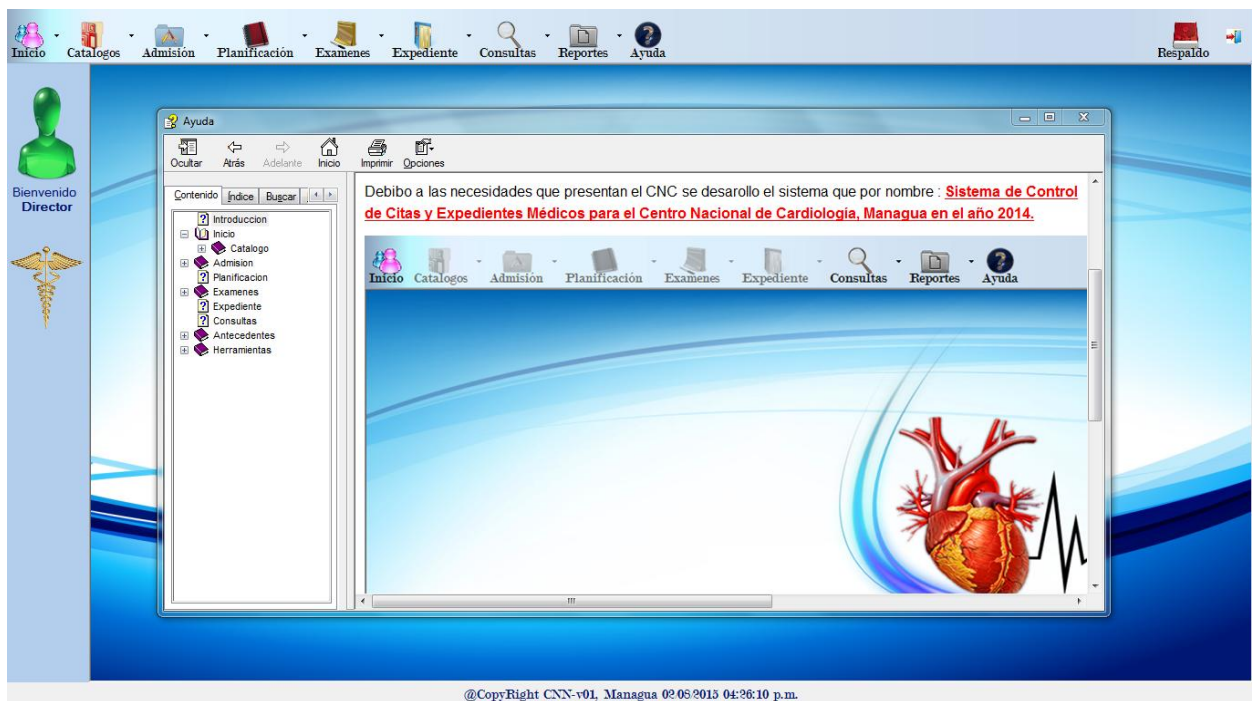 Inicio Catalogos Admisión Planificación Examenes Expediente Consultas Reportes Ayuda Respaldo
Bienvenido
Director
Ayuda
Ocultar Atrás Adelante Inicio Imprimir Opciones
Contenido Índice Buscar
Introduccion
Inicio
Catalogo
Admision
Planificacion
Examenes
Expediente
Consultas
Antecedentes
Herramientas
Debibo a las necesidades que presentan el CNC se desarollo el sistema que por nombre : Sistema de Control
de Citas y Expedientes Médicos para el Centro Nacional de Cardiología, Managua en el año 2014.
Inicio Catalogos Admisión Planificación Examenes Expediente Consultas Reportes Ayuda
@CopyRight CNN-v01, Managua 02/08/2015 04:26:10 p.m.